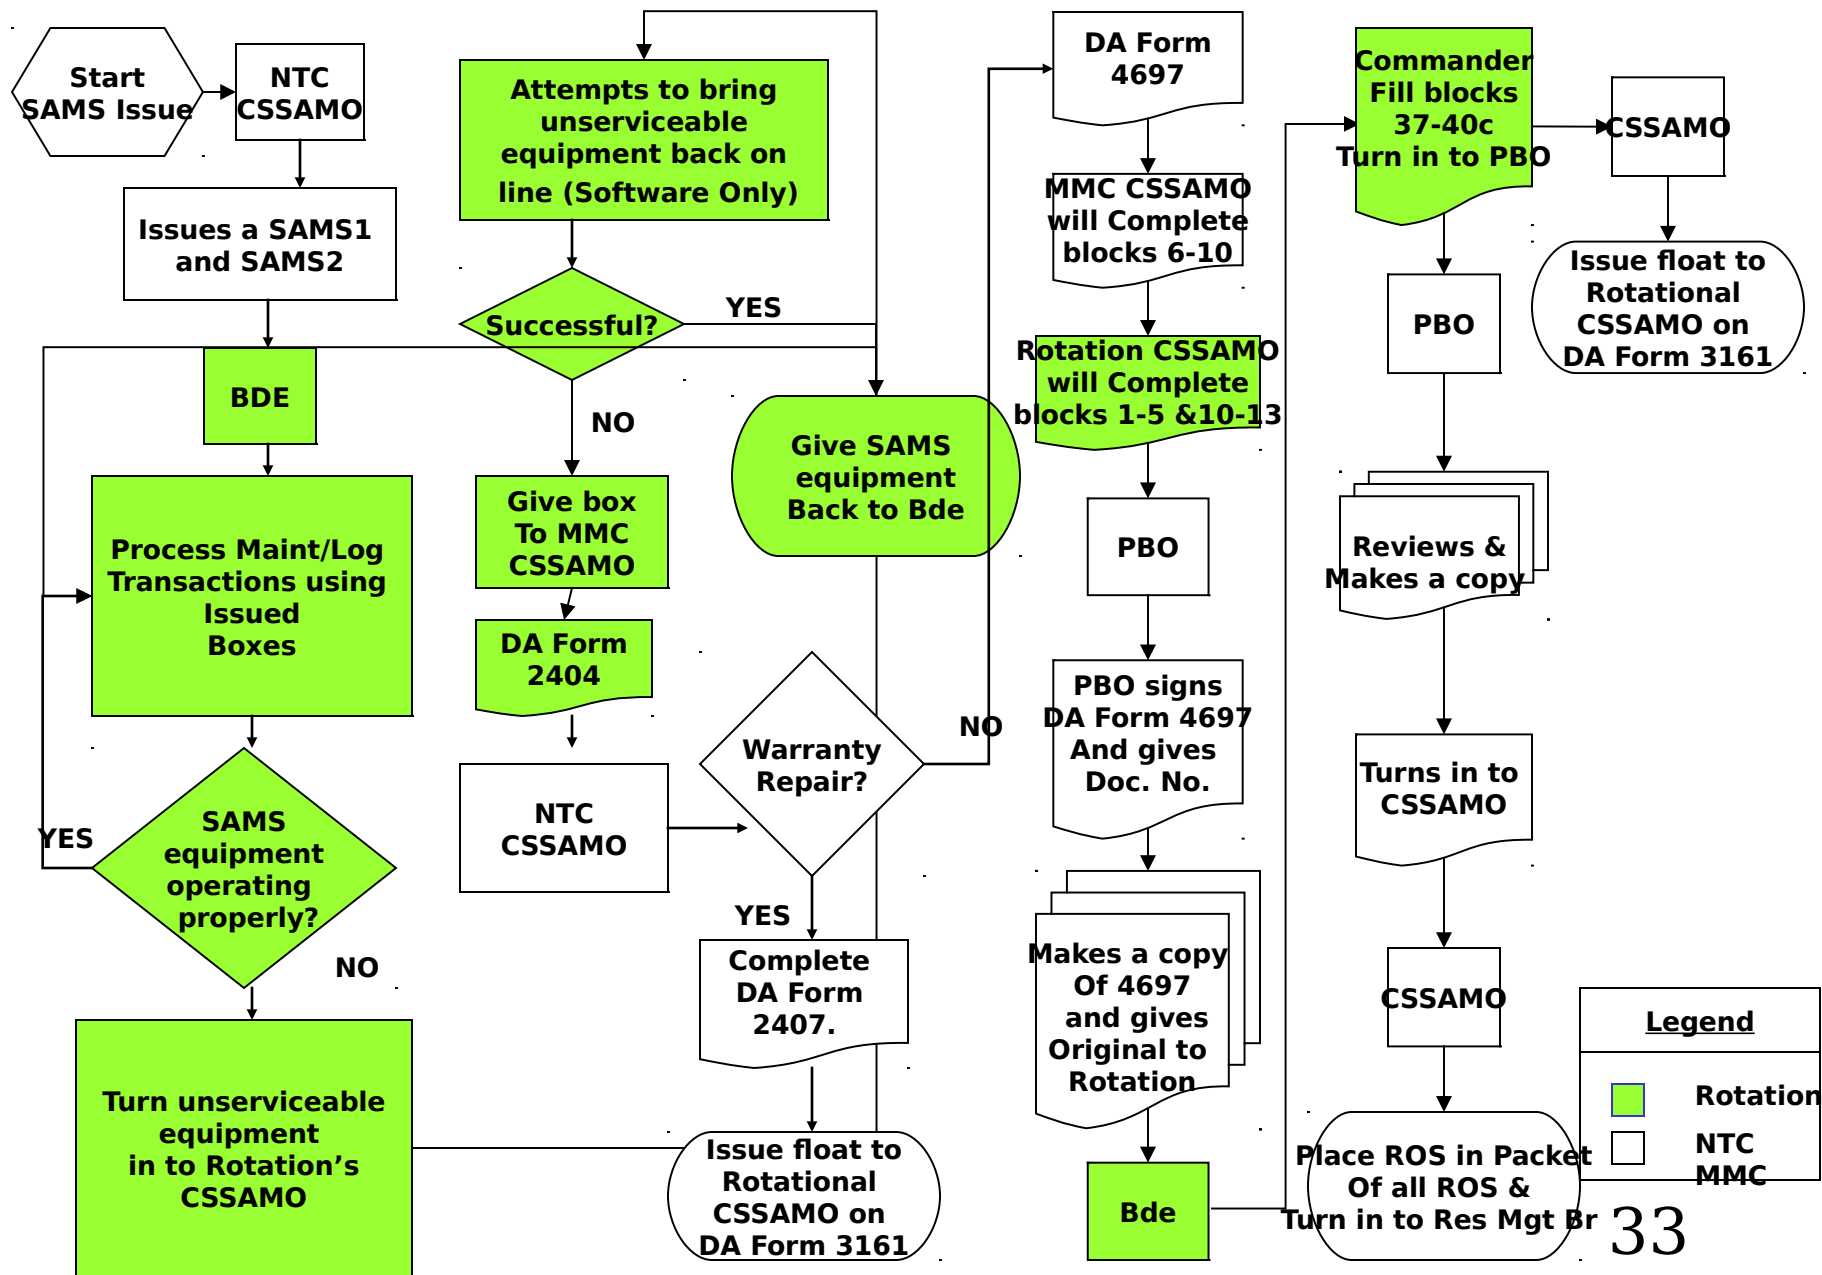 Start
SAMS Issue
NTC
CSSAMO
Issues a SAMS1
and SAMS2
BDE
Process Maint/Log
Transactions using
Issued
Boxes
YES
SAMS
equipment
operating
properly?
NO
Turn unserviceable
equipment
in to Rotation’s
CSSAMO
Attempts to bring
unserviceable
equipment back on
line (Software Only)
Successful?
YES
NO
Give box
To MMC
CSSAMO
DA Form
2404
NTC
CSSAMO
Give SAMS
equipment
Back to Bde
Warranty
Repair?
NO
YES
Complete
DA Form
2407.
Issue float to
Rotational
CSSAMO on
DA Form 3161
DA Form
4697
MMC CSSAMO
will Complete
blocks 6-10
Rotation CSSAMO
will Complete
blocks 1-5 &10-13
PBO
PBO signs
DA Form 4697
And gives
Doc. No.
Makes a copy
Of 4697
and gives
Original to
Rotation
Bde
Commander
Fill blocks
37-40c
Turn in to PBO
PBO
Reviews &
Makes a copy
Turns in to
CSSAMO
CSSAMO
Place ROS in Packet
Of all ROS &
Turn in to Res Mgt Br
CSSAMO
Issue float to
Rotational
CSSAMO on
DA Form 3161
Legend
Rotation
NTC
MMC
33